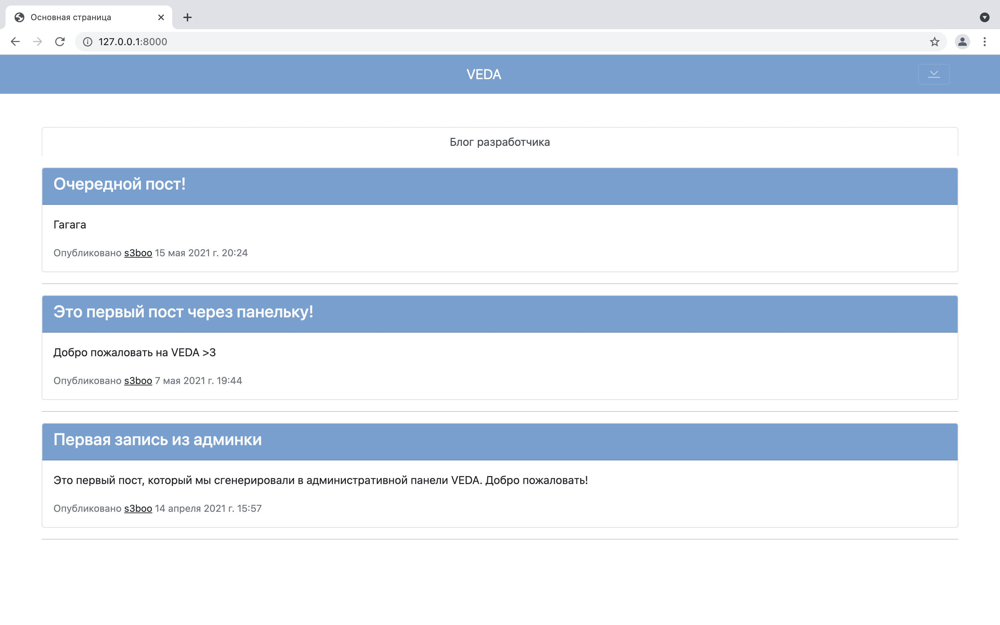 Основная страница
127.0.0.1:8000
VEDA
Блог разработчика
Очередной пост!
Гагага
Опубликовано s3boo 15 мая 2021 г. 20:24
Это первый пост через панельку!
Добро пожаловать на VEDA >3
Опубликовано s3boo 7 мая 2021 г. 19:44
Первая запись из админки
Это первый пост, который мы сгенерировали в административной панели VEDA. Добро пожаловать!
Опубликовано s3boo 14 апреля 2021 г. 15:57